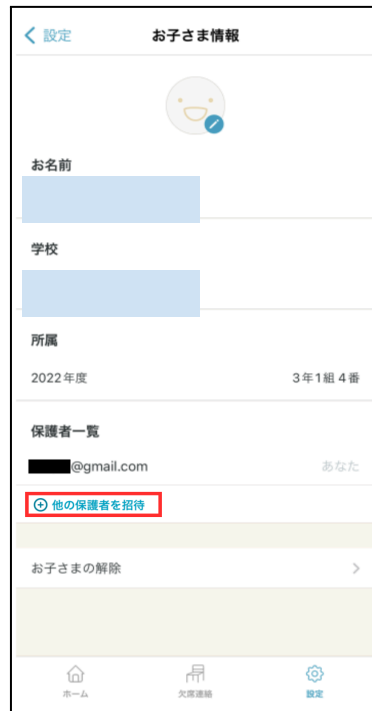 設定 お子さま情報
お名前
学校
所属
2022年度 3年1組 4番
保護者一覧
@gmail.com あなた
他の保護者を招待
お子さまの解除
ホーム 欠席連絡 設定